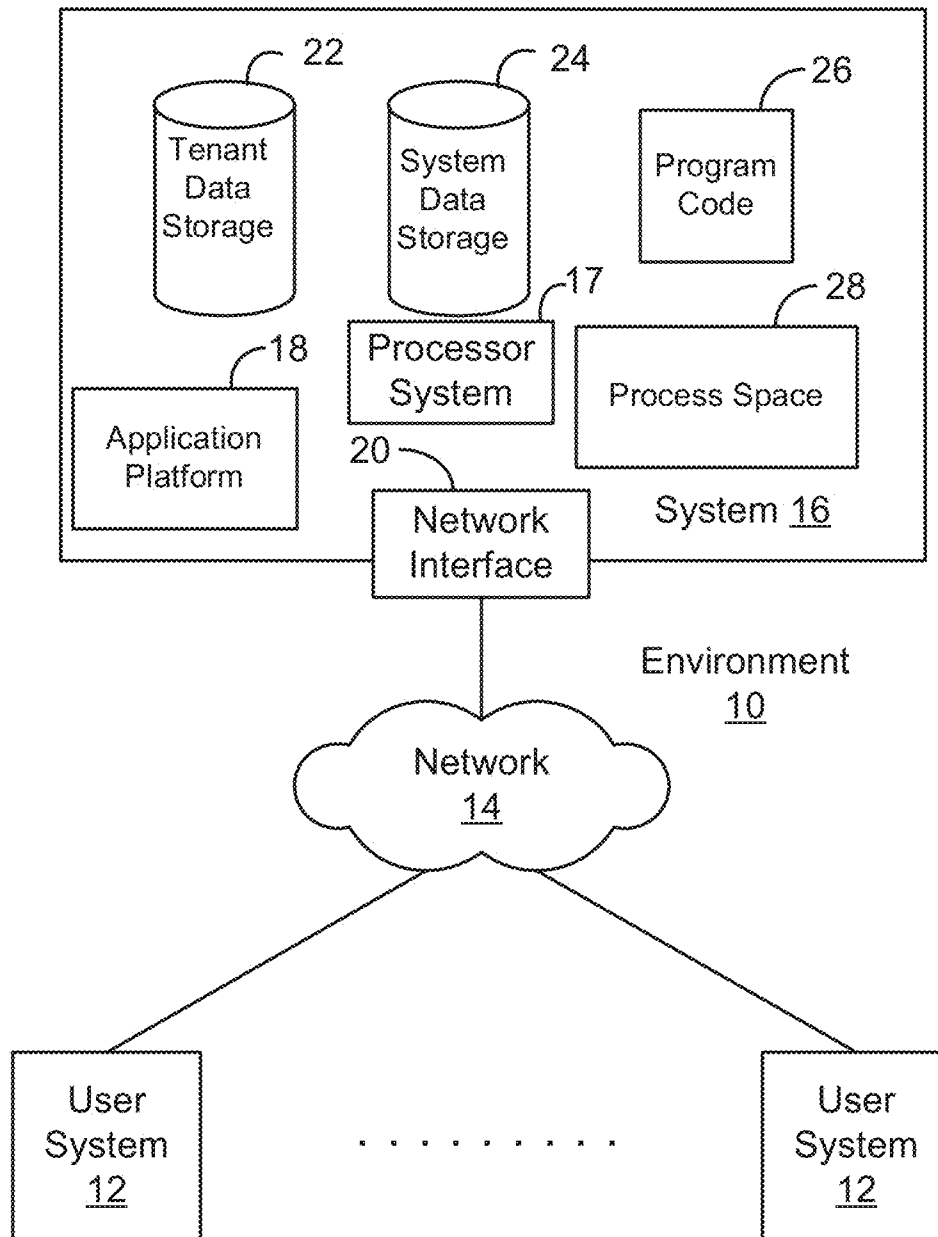 22
24
26
Tenant
Data
Storage
System
Data
Storage
Program
Code
17
28
18
Processor
System
Process Space
Application
Platform
20
Network
Interface
System 16
Environment
10
Network
14
User
System
12
. . . . . . . . .
User
System
12